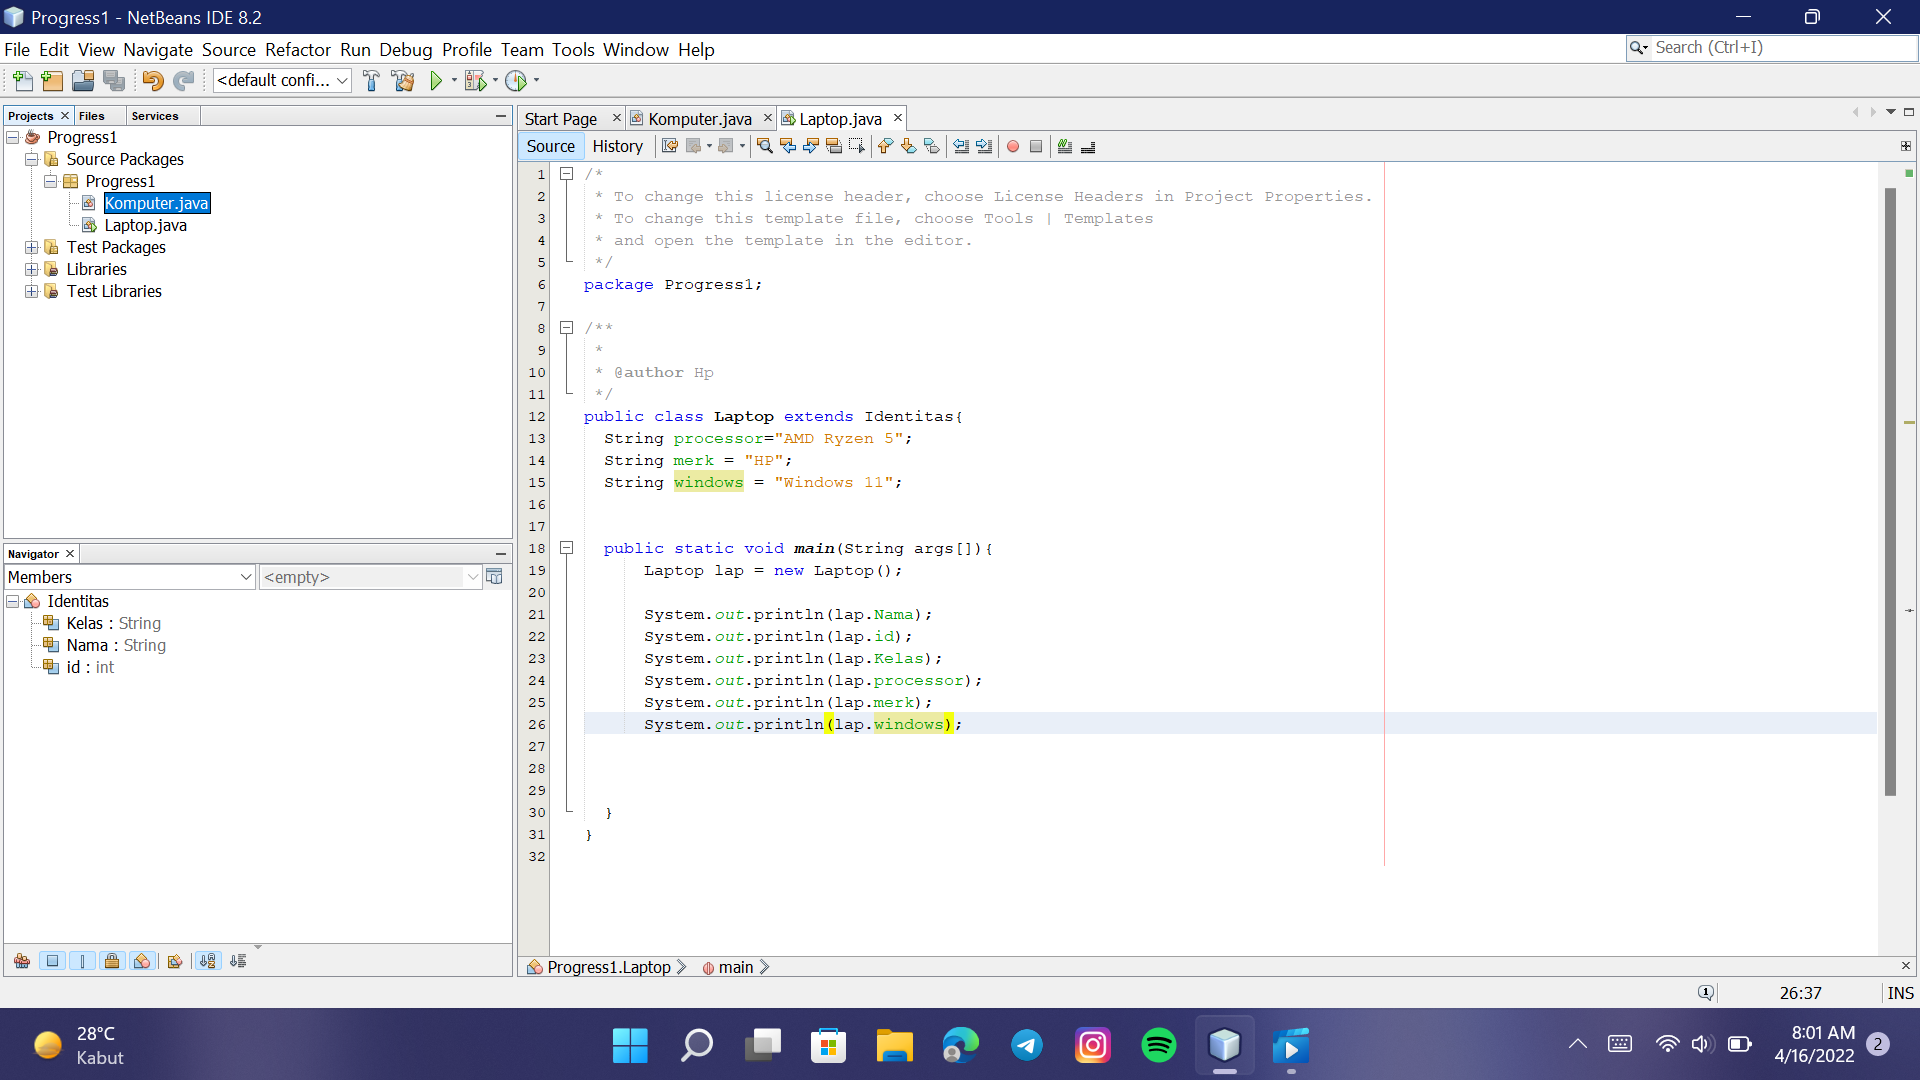 Progress1 - NetBeans IDE 8.2
File Edit View Navigate Source Refactor Run Debug Profile Team Tools Window Help
Search (Ctrl+I)
<default confi...
Projects Files Services
Progress1
Source Packages
Progress1
Komputer.java
Laptop.java
Test Packages
Libraries
Test Libraries
Navigator
Members
<empty>
Identitas
Kelas : String
Nama : String
id : int
Start Page Komputer.java Laptop.java
Source History
1 /*
2 * To change this license header, choose License Headers in Project Properties.
3 * To change this template file, choose Tools | Templates
4 * and open the template in the editor.
5 */
6 package Progress1;
7
8 /**
9 *
10 * @author Hp
11 */
12 public class Laptop extends Identitas{
13 String processor="AMD Ryzen 5";
14 String merk = "HP";
15 String windows = "Windows 11";
16
17
18 public static void main(String args[]){
19 Laptop lap = new Laptop();
20
21 System.out.println(lap.Nama);
22 System.out.println(lap.id);
23 System.out.println(lap.Kelas);
24 System.out.println(lap.processor);
25 System.out.println(lap.merk);
26 System.out.println(lap.windows);
27
28
29
30 }
31 }
32
Progress1.Laptop main
26:37 INS
28°C
Kabut
8:01 AM
4/16/2022
2